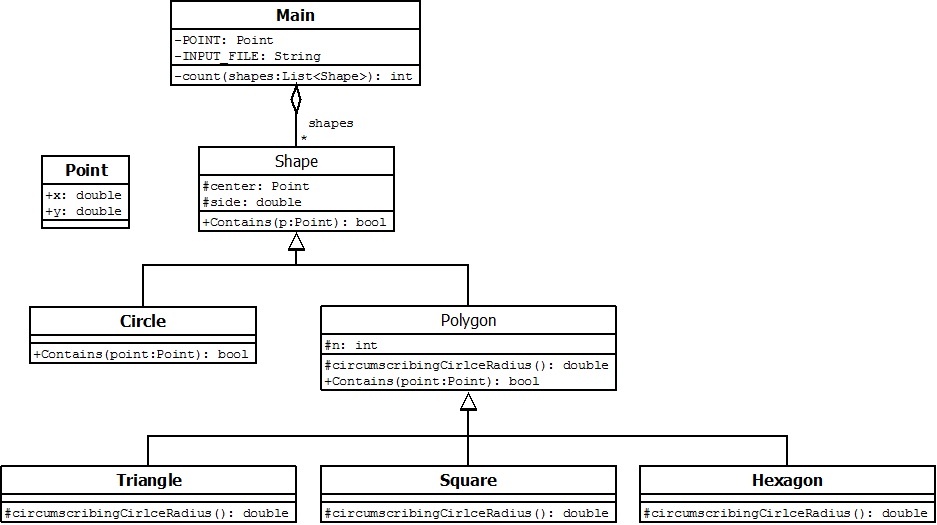 Main
-POINT: Point
-INPUT_FILE: String
-count(shapes:List<Shape>): int
shapes
*
Shape
#center: Point
#side: double
+Contains(p:Point): bool
Point
+x: double
+y: double
Circle
+Contains(point:Point): bool
Polygon
#n: int
#circumscribingCirlceRadius(): double
+Contains(point:Point): bool
Triangle
#circumscribingCirlceRadius(): double
Square
#circumscribingCirlceRadius(): double
Hexagon
#circumscribingCirlceRadius(): double